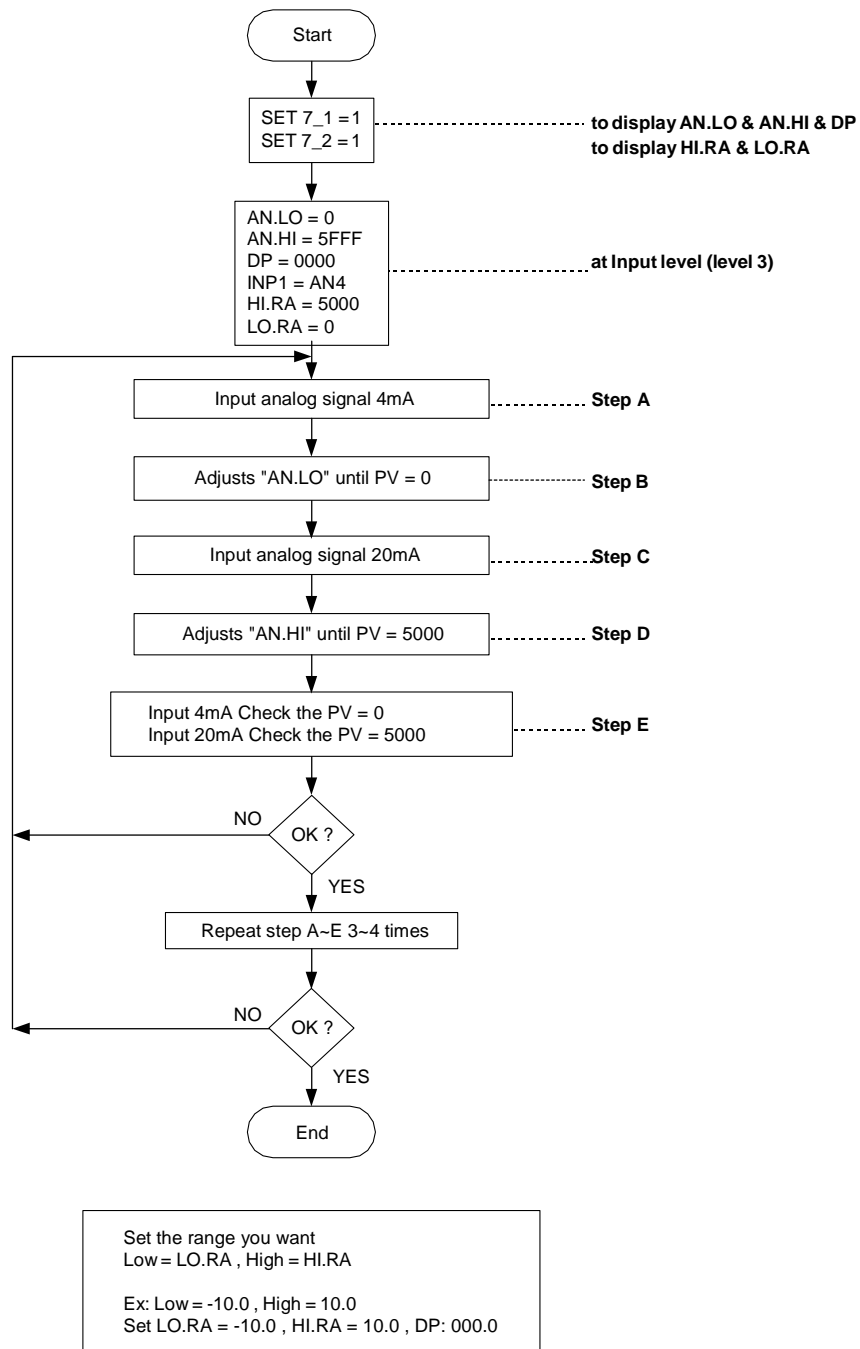 Start
SET 7_1 = 1
SET 7_2 = 1
to display AN.LO & AN.HI & DP
to display HI.RA & LO.RA
AN.LO = 0
AN.HI = 5FFF
DP = 0000
INP1 = AN4
HI.RA = 5000
LO.RA = 0
at Input level (level 3)
Input analog signal 4mA
Step A
Adjusts "AN.LO" until PV = 0
Step B
Input analog signal 20mA
Step C
Adjusts "AN.HI" until PV = 5000
Step D
Input 4mA Check the PV = 0
Input 20mA Check the PV = 5000
Step E
NO
OK ?
YES
Repeat step A~E 3~4 times
NO
OK ?
YES
End
Set the range you want
Low = LO.RA , High = HI.RA
Ex: Low = -10.0 , High = 10.0
Set LO.RA = -10.0 , HI.RA = 10.0 , DP: 000.0